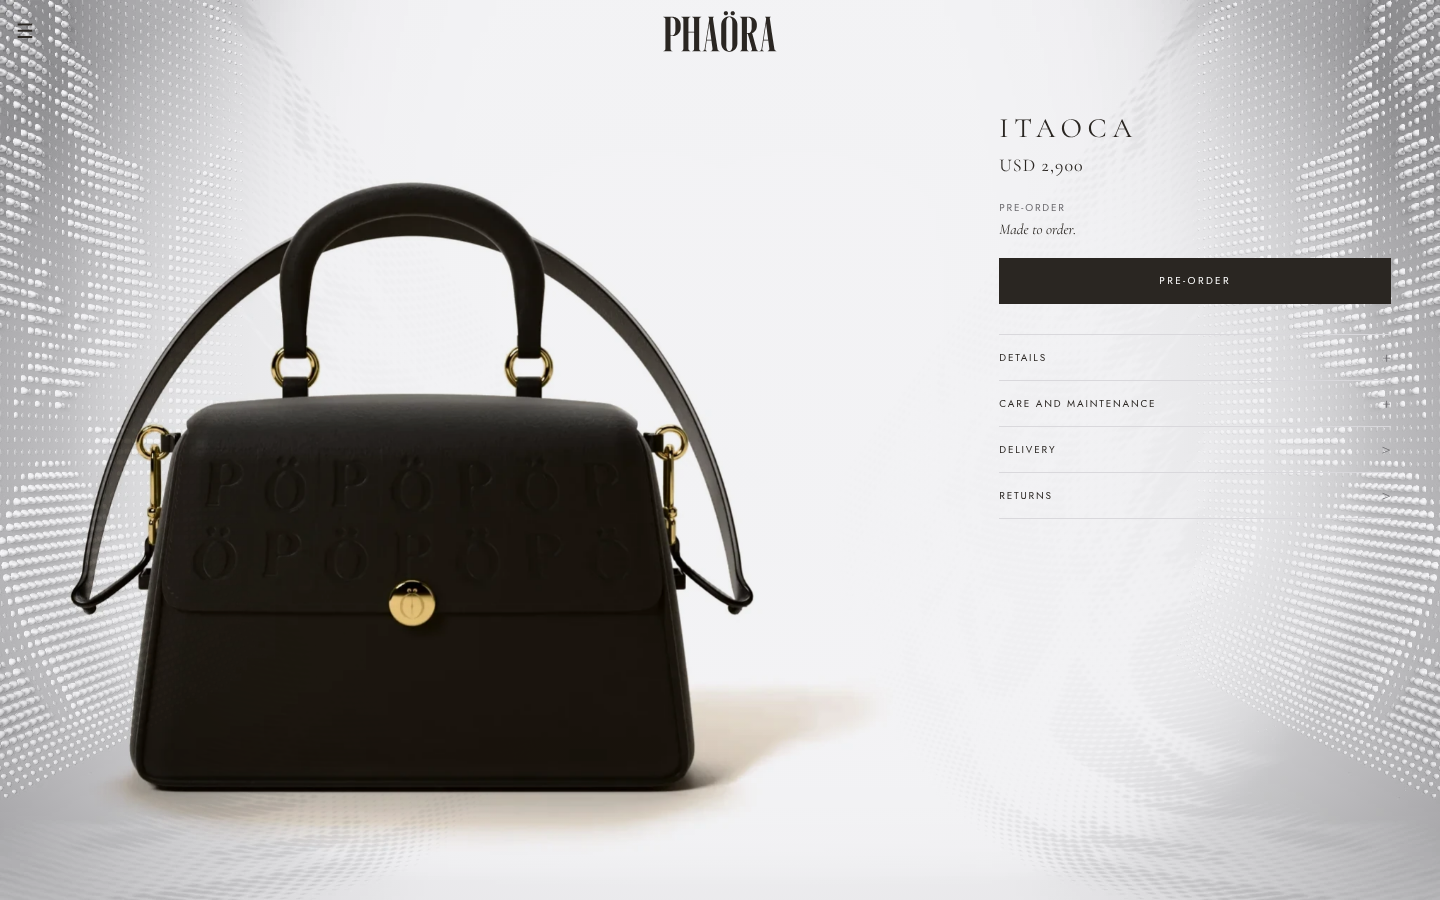 PHAÖRA
ITAOCA
USD 2,900
PRE-ORDER
Made to order.
PRE-ORDER
DETAILS +
CARE AND MAINTENANCE +
DELIVERY >
RETURNS >
P Ö P Ö P Ö P
Ö P Ö P Ö P Ö